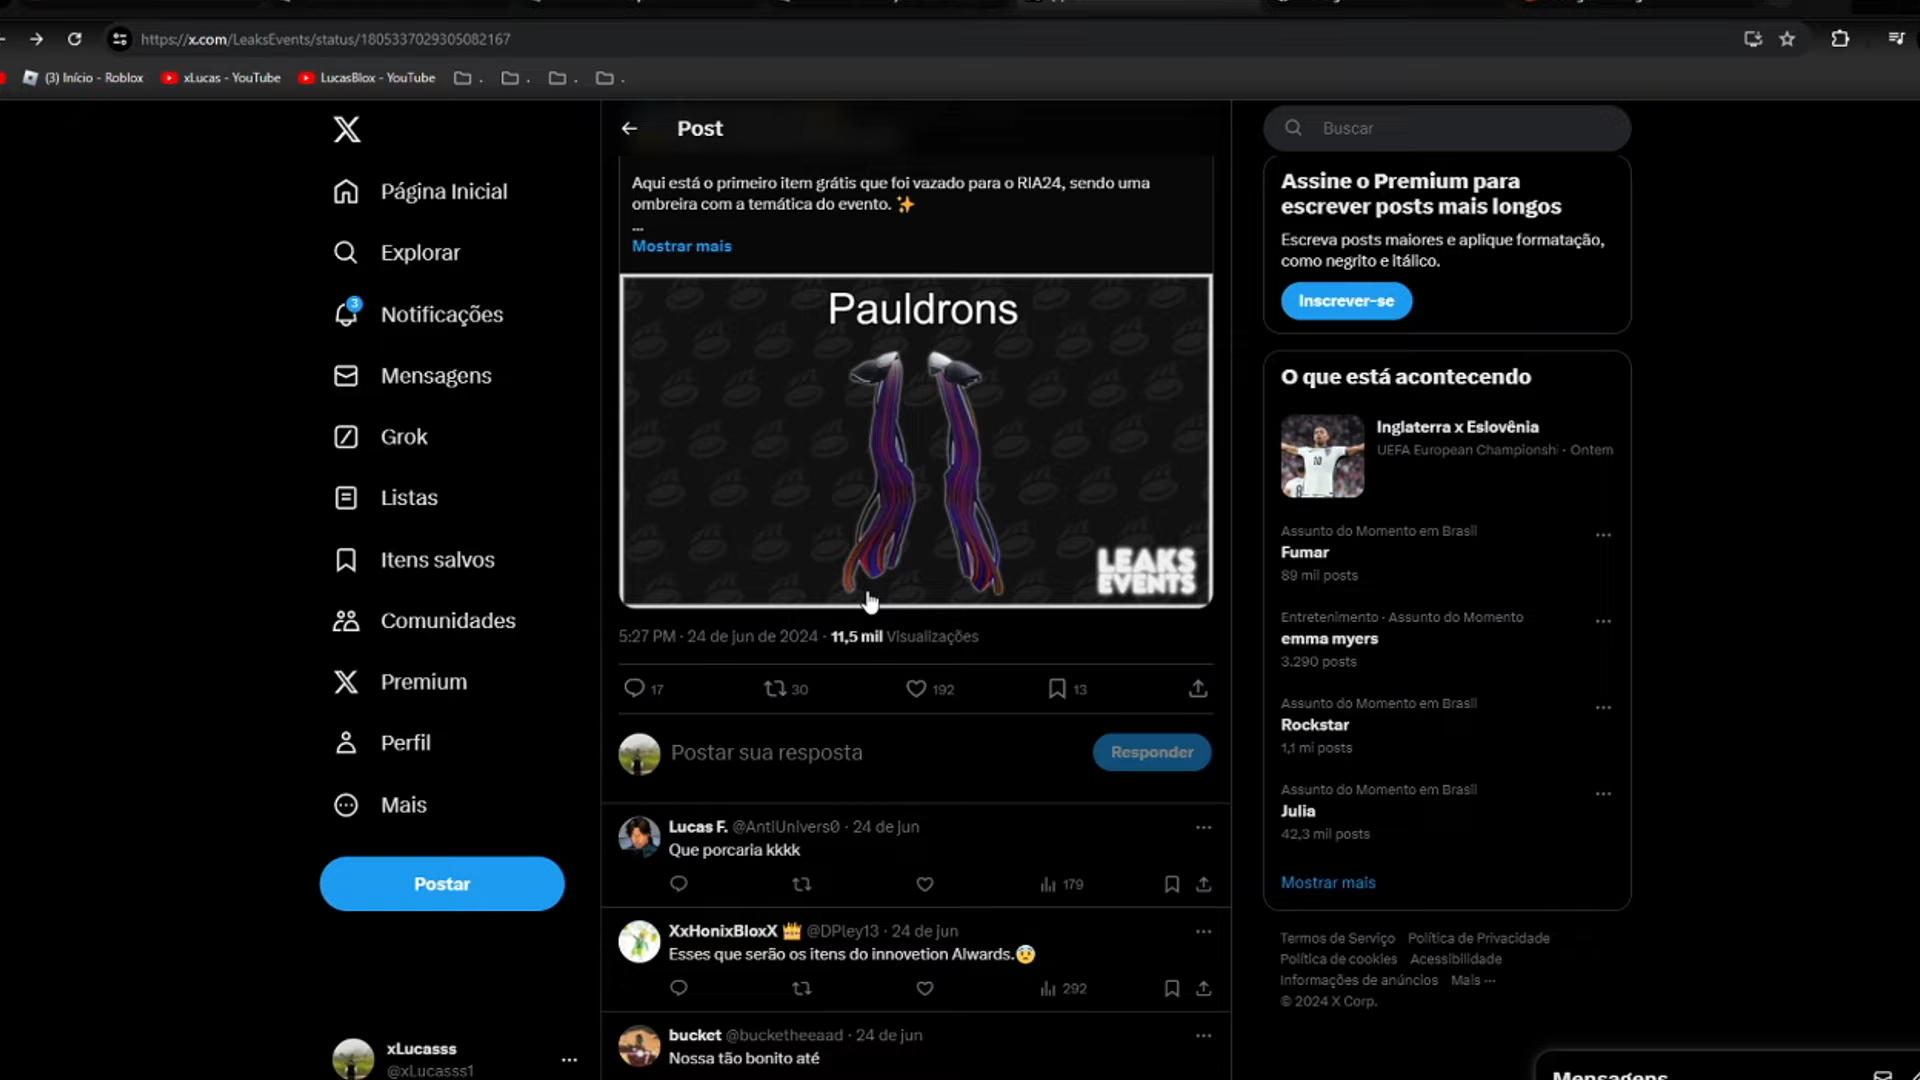 https://x.com/LeaksEvents/status/1805337029305082167
(3) Início - Roblox
xLucas - YouTube
LucasBlox - YouTube
.
.
.
.
Post
Buscar
Aqui está o primeiro item grátis que foi vazado para o RIA24, sendo uma
ombreira com a temática do evento. ✨
...
Mostrar mais
Pauldrons
LEAKS
EVENTS
5:27 PM · 24 de jun de 2024 · 11,5 mil Visualizações
17
30
192
13
Postar sua resposta
Responder
Lucas F. @AntiUnivers0 · 24 de jun
Que porcaria kkkk
179
XxHonixBloxX 👑 @DPley13 · 24 de jun
Esses que serão os itens do innovetion Alwards.😨
292
bucket @bucketheeaad · 24 de jun
Nossa tão bonito até
Página Inicial
Explorar
3
Notificações
Mensagens
Grok
Listas
Itens salvos
Comunidades
Premium
Perfil
Mais
Postar
xLucasss
@xLucasss1
Assine o Premium para
escrever posts mais longos
Escreva posts maiores e aplique formatação,
como negrito e itálico.
Inscrever-se
O que está acontecendo
Inglaterra x Eslovênia
UEFA European Championshi · Ontem
Assunto do Momento em Brasil
Fumar
89 mil posts
Entretenimento · Assunto do Momento
emma myers
3.290 posts
Assunto do Momento em Brasil
Rockstar
1,1 mi posts
Assunto do Momento em Brasil
Julia
42,3 mil posts
Mostrar mais
Termos de Serviço Política de Privacidade
Política de cookies Acessibilidade
Informações de anúncios Mais ···
© 2024 X Corp.
Mensagens